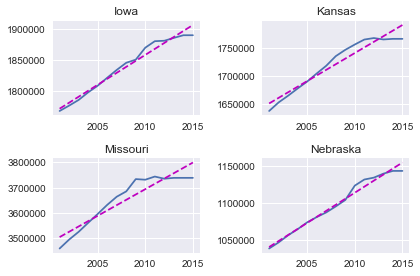 Iowa
1900000
1850000
1800000
2005 2010 2015
Kansas
1750000
1700000
1650000
2005 2010 2015
Missouri
3800000
3700000
3600000
3500000
2005 2010 2015
Nebraska
1150000
1100000
1050000
2005 2010 2015